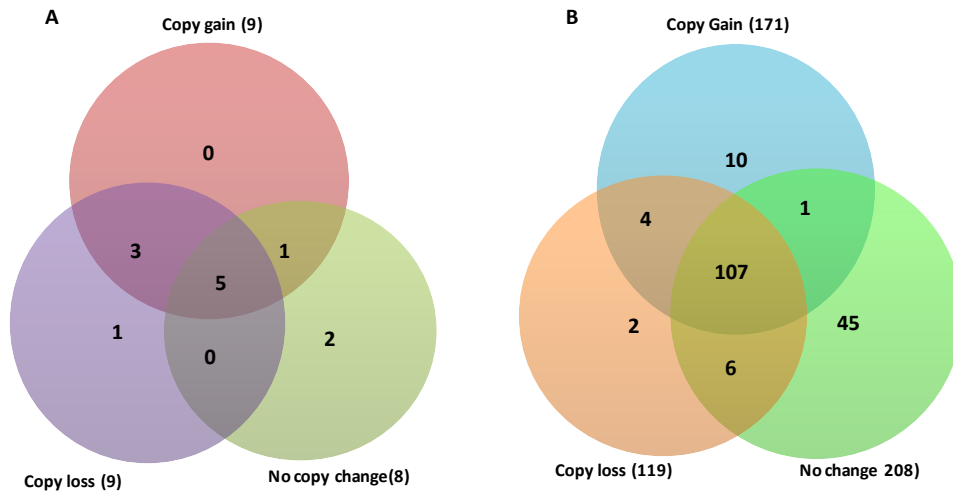 A
Copy gain (9)
0
3
1
5
1
0
2
Copy loss (9)
No copy change(8)
B
Copy Gain (171)
10
4
1
107
2
45
6
Copy loss (119)
No change 208)